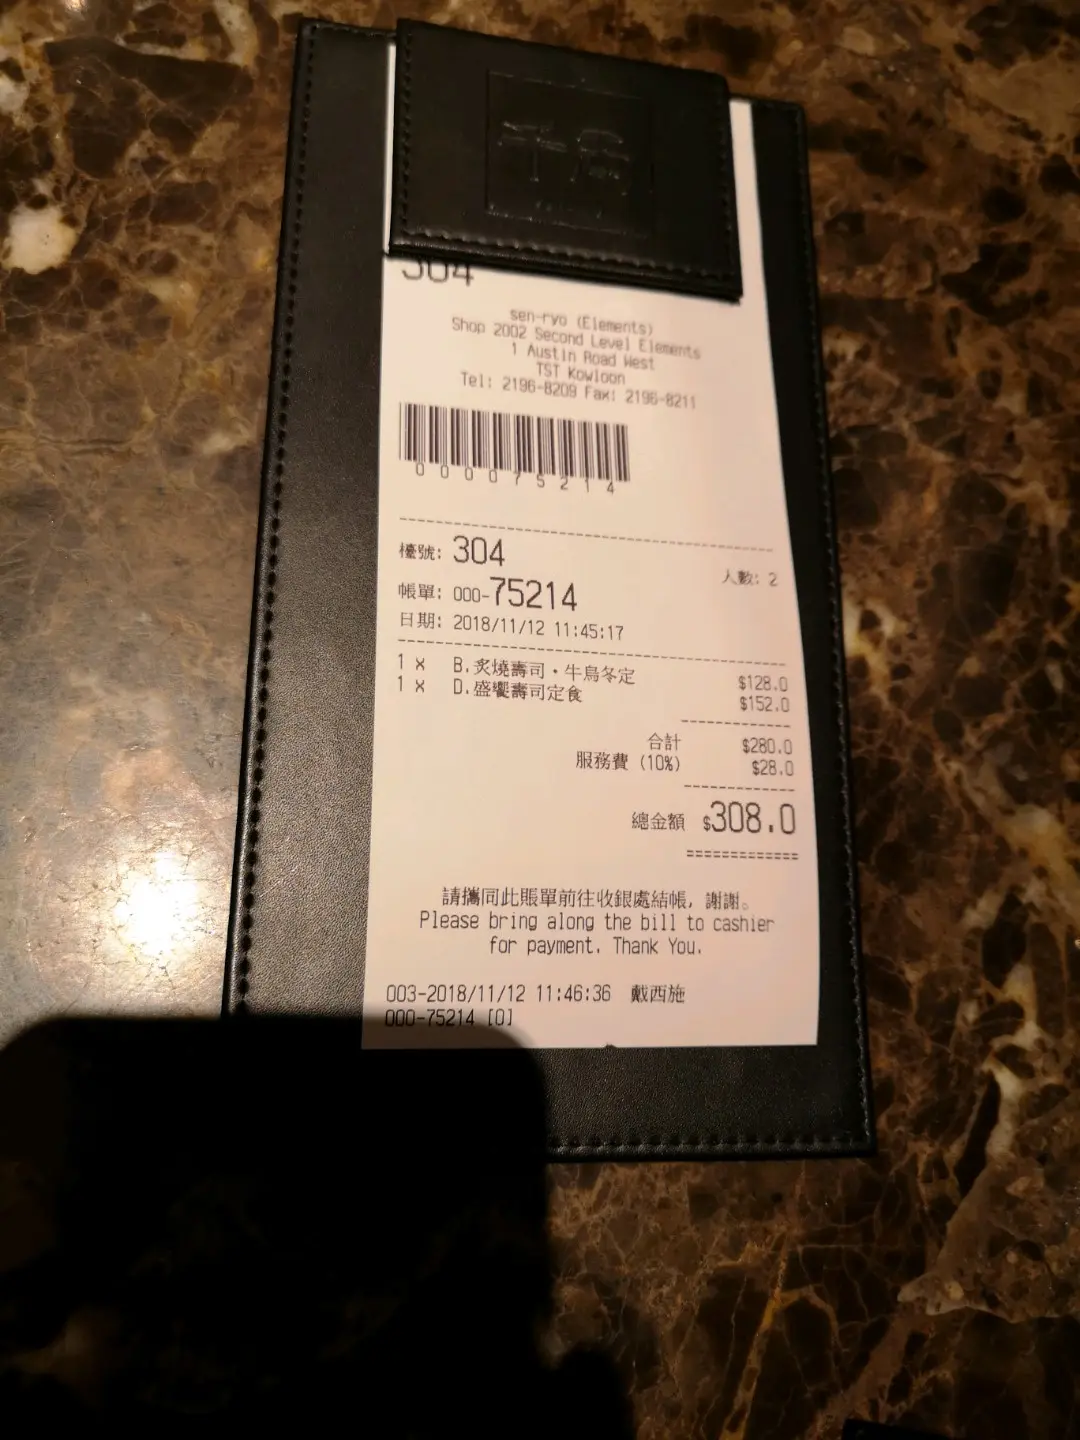 千両
304
sen-ryo (Elements)
Shop 2002 Second Level Elements
1 Austin Road West
TST Kowloon
Tel: 2196-8209 Fax: 2196-8211
00075214
檯號: 304 人數: 2
帳單: 000-75214
日期: 2018/11/12 11:45:17
1 x B.炙燒壽司・牛烏冬定 $128.0
1 x D.盛饗壽司定食 $152.0
合計 $280.0
服務費 (10%) $28.0
總金額 $308.0
請攜同此賬單前往收銀處結帳, 謝謝。
Please bring along the bill to cashier
for payment. Thank You.
003-2018/11/12 11:46:36 戴西施
000-75214 [0]